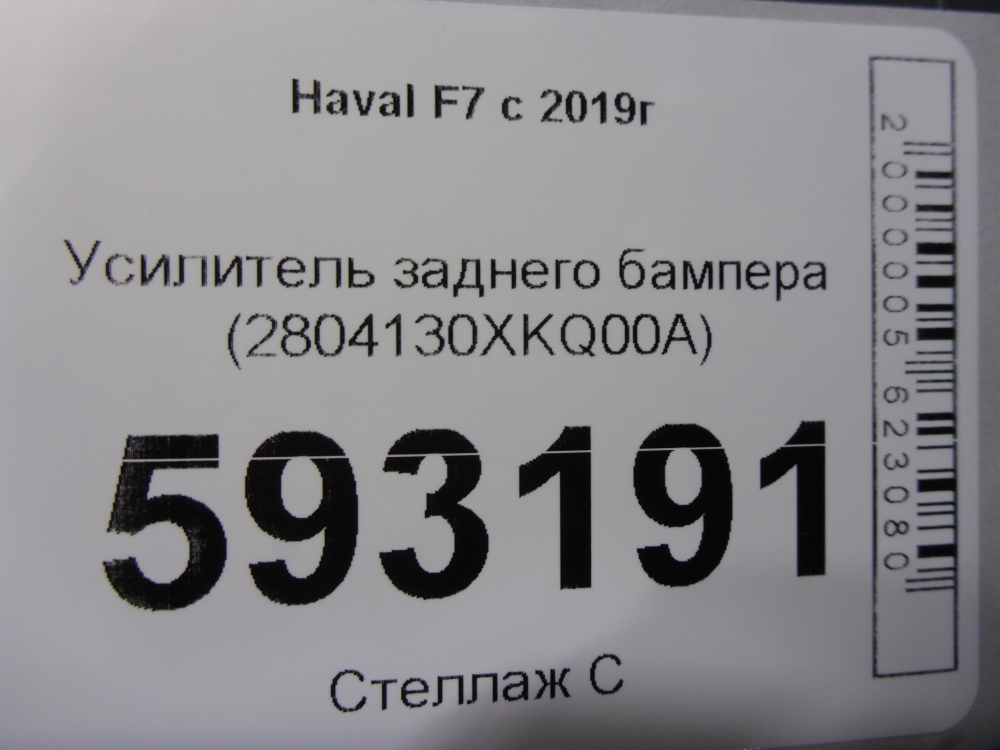 Haval F7 с 2019г
Усилитель заднего бампера
(2804130XKQ00A)
593191
Стеллаж С
2000005623080